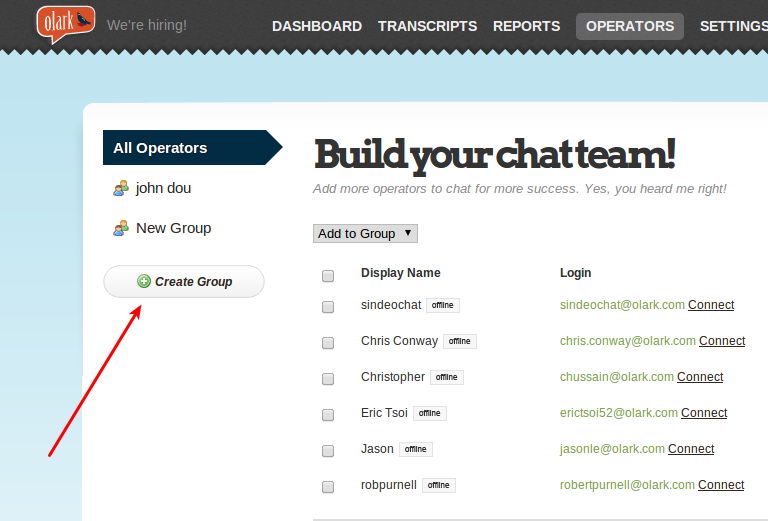 olark We're hiring! DASHBOARD TRANSCRIPTS REPORTS OPERATORS SETTINGS
All Operators
john dou
New Group
Create Group
Build your chat team!
Add more operators to chat for more success. Yes, you heard me right!
Add to Group
Display Name Login
sindeochat offline sindeochat@olark.com Connect
Chris Conway offline chris.conway@olark.com Connect
Christopher offline chussain@olark.com Connect
Eric Tsoi offline erictsoi52@olark.com Connect
Jason offline jasonle@olark.com Connect
robpurnell offline robertpurnell@olark.com Connect